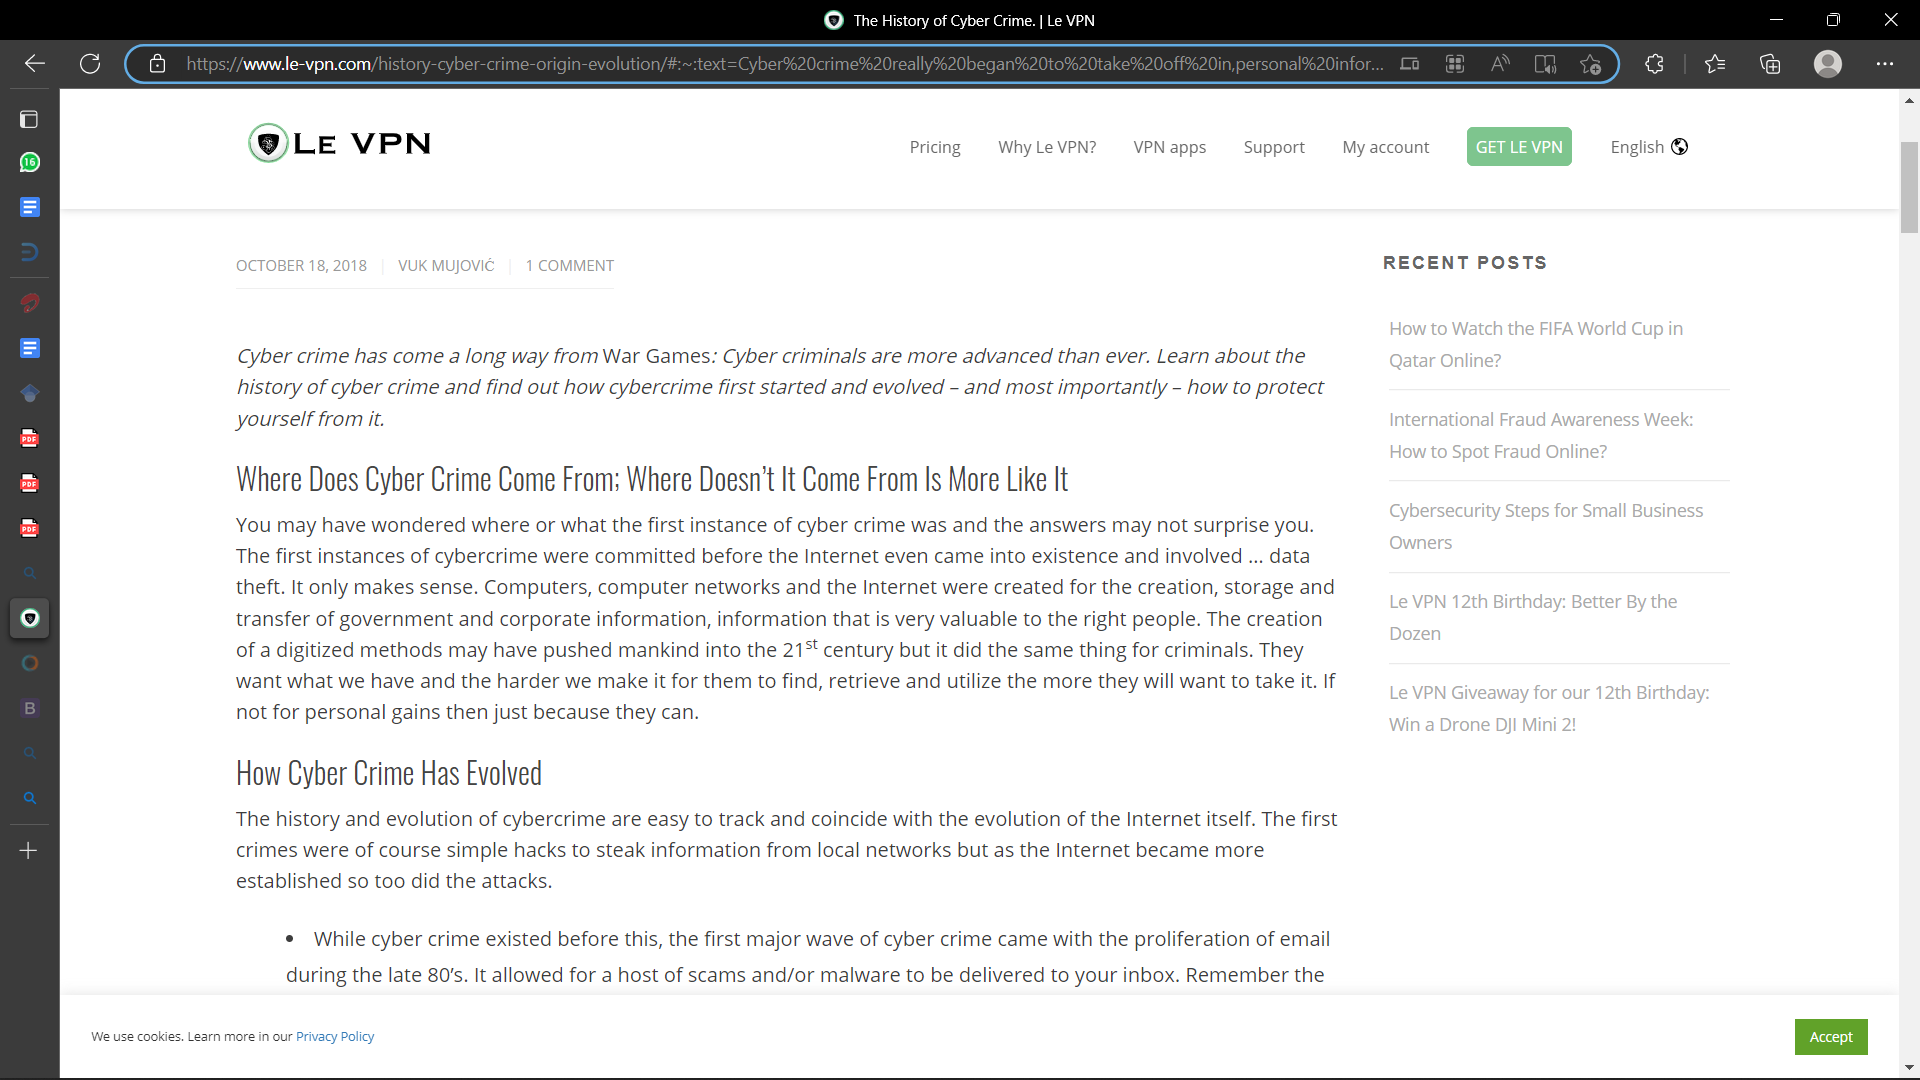 The History of Cyber Crime. | Le VPN
https://www.le-vpn.com/history-cyber-crime-origin-evolution/#:~:text=Cyber%20crime%20really%20began%20to%20take%20off%20in,personal%20infor...
16
LE VPN
Pricing
Why Le VPN?
VPN apps
Support
My account
GET LE VPN
English
OCTOBER 18, 2018
VUK MUJOVIĆ
1 COMMENT
Cyber crime has come a long way from War Games: Cyber criminals are more advanced than ever. Learn about the
history of cyber crime and find out how cybercrime first started and evolved – and most importantly – how to protect
yourself from it.
Where Does Cyber Crime Come From; Where Doesn’t It Come From Is More Like It
You may have wondered where or what the first instance of cyber crime was and the answers may not surprise you.
The first instances of cybercrime were committed before the Internet even came into existence and involved … data
theft. It only makes sense. Computers, computer networks and the Internet were created for the creation, storage and
transfer of government and corporate information, information that is very valuable to the right people. The creation
of a digitized methods may have pushed mankind into the 21st century but it did the same thing for criminals. They
want what we have and the harder we make it for them to find, retrieve and utilize the more they will want to take it. If
not for personal gains then just because they can.
How Cyber Crime Has Evolved
The history and evolution of cybercrime are easy to track and coincide with the evolution of the Internet itself. The first
crimes were of course simple hacks to steak information from local networks but as the Internet became more
established so too did the attacks.
• While cyber crime existed before this, the first major wave of cyber crime came with the proliferation of email
during the late 80’s. It allowed for a host of scams and/or malware to be delivered to your inbox. Remember the
RECENT POSTS
How to Watch the FIFA World Cup in
Qatar Online?
International Fraud Awareness Week:
How to Spot Fraud Online?
Cybersecurity Steps for Small Business
Owners
Le VPN 12th Birthday: Better By the
Dozen
Le VPN Giveaway for our 12th Birthday:
Win a Drone DJI Mini 2!
PDF
PDF
PDF
B
We use cookies. Learn more in our Privacy Policy
Accept